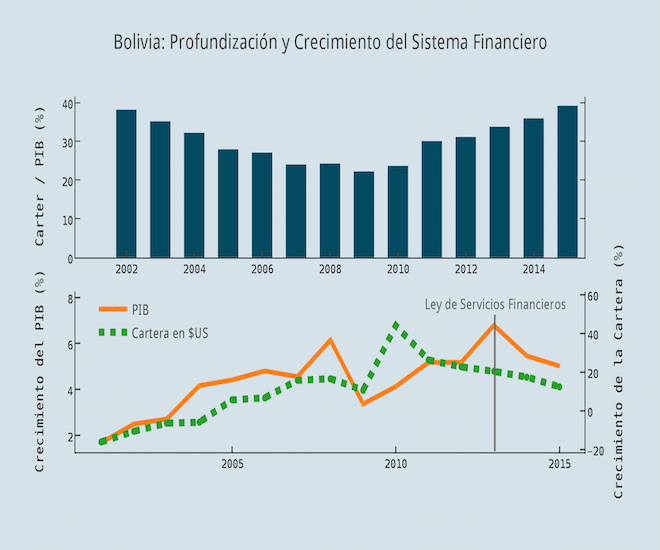 Bolivia: Profundización y Crecimiento del Sistema Financiero
Carter / PIB (%)
40
30
20
10
0
2002 2004 2006 2008 2010 2012 2014
Crecimiento del PIB (%)
8
6
4
2
PIB
Cartera en $US
Ley de Servicios Financieros
60
40
20
0
−20
Crecimiento de la Cartera (%)
2005 2010 2015